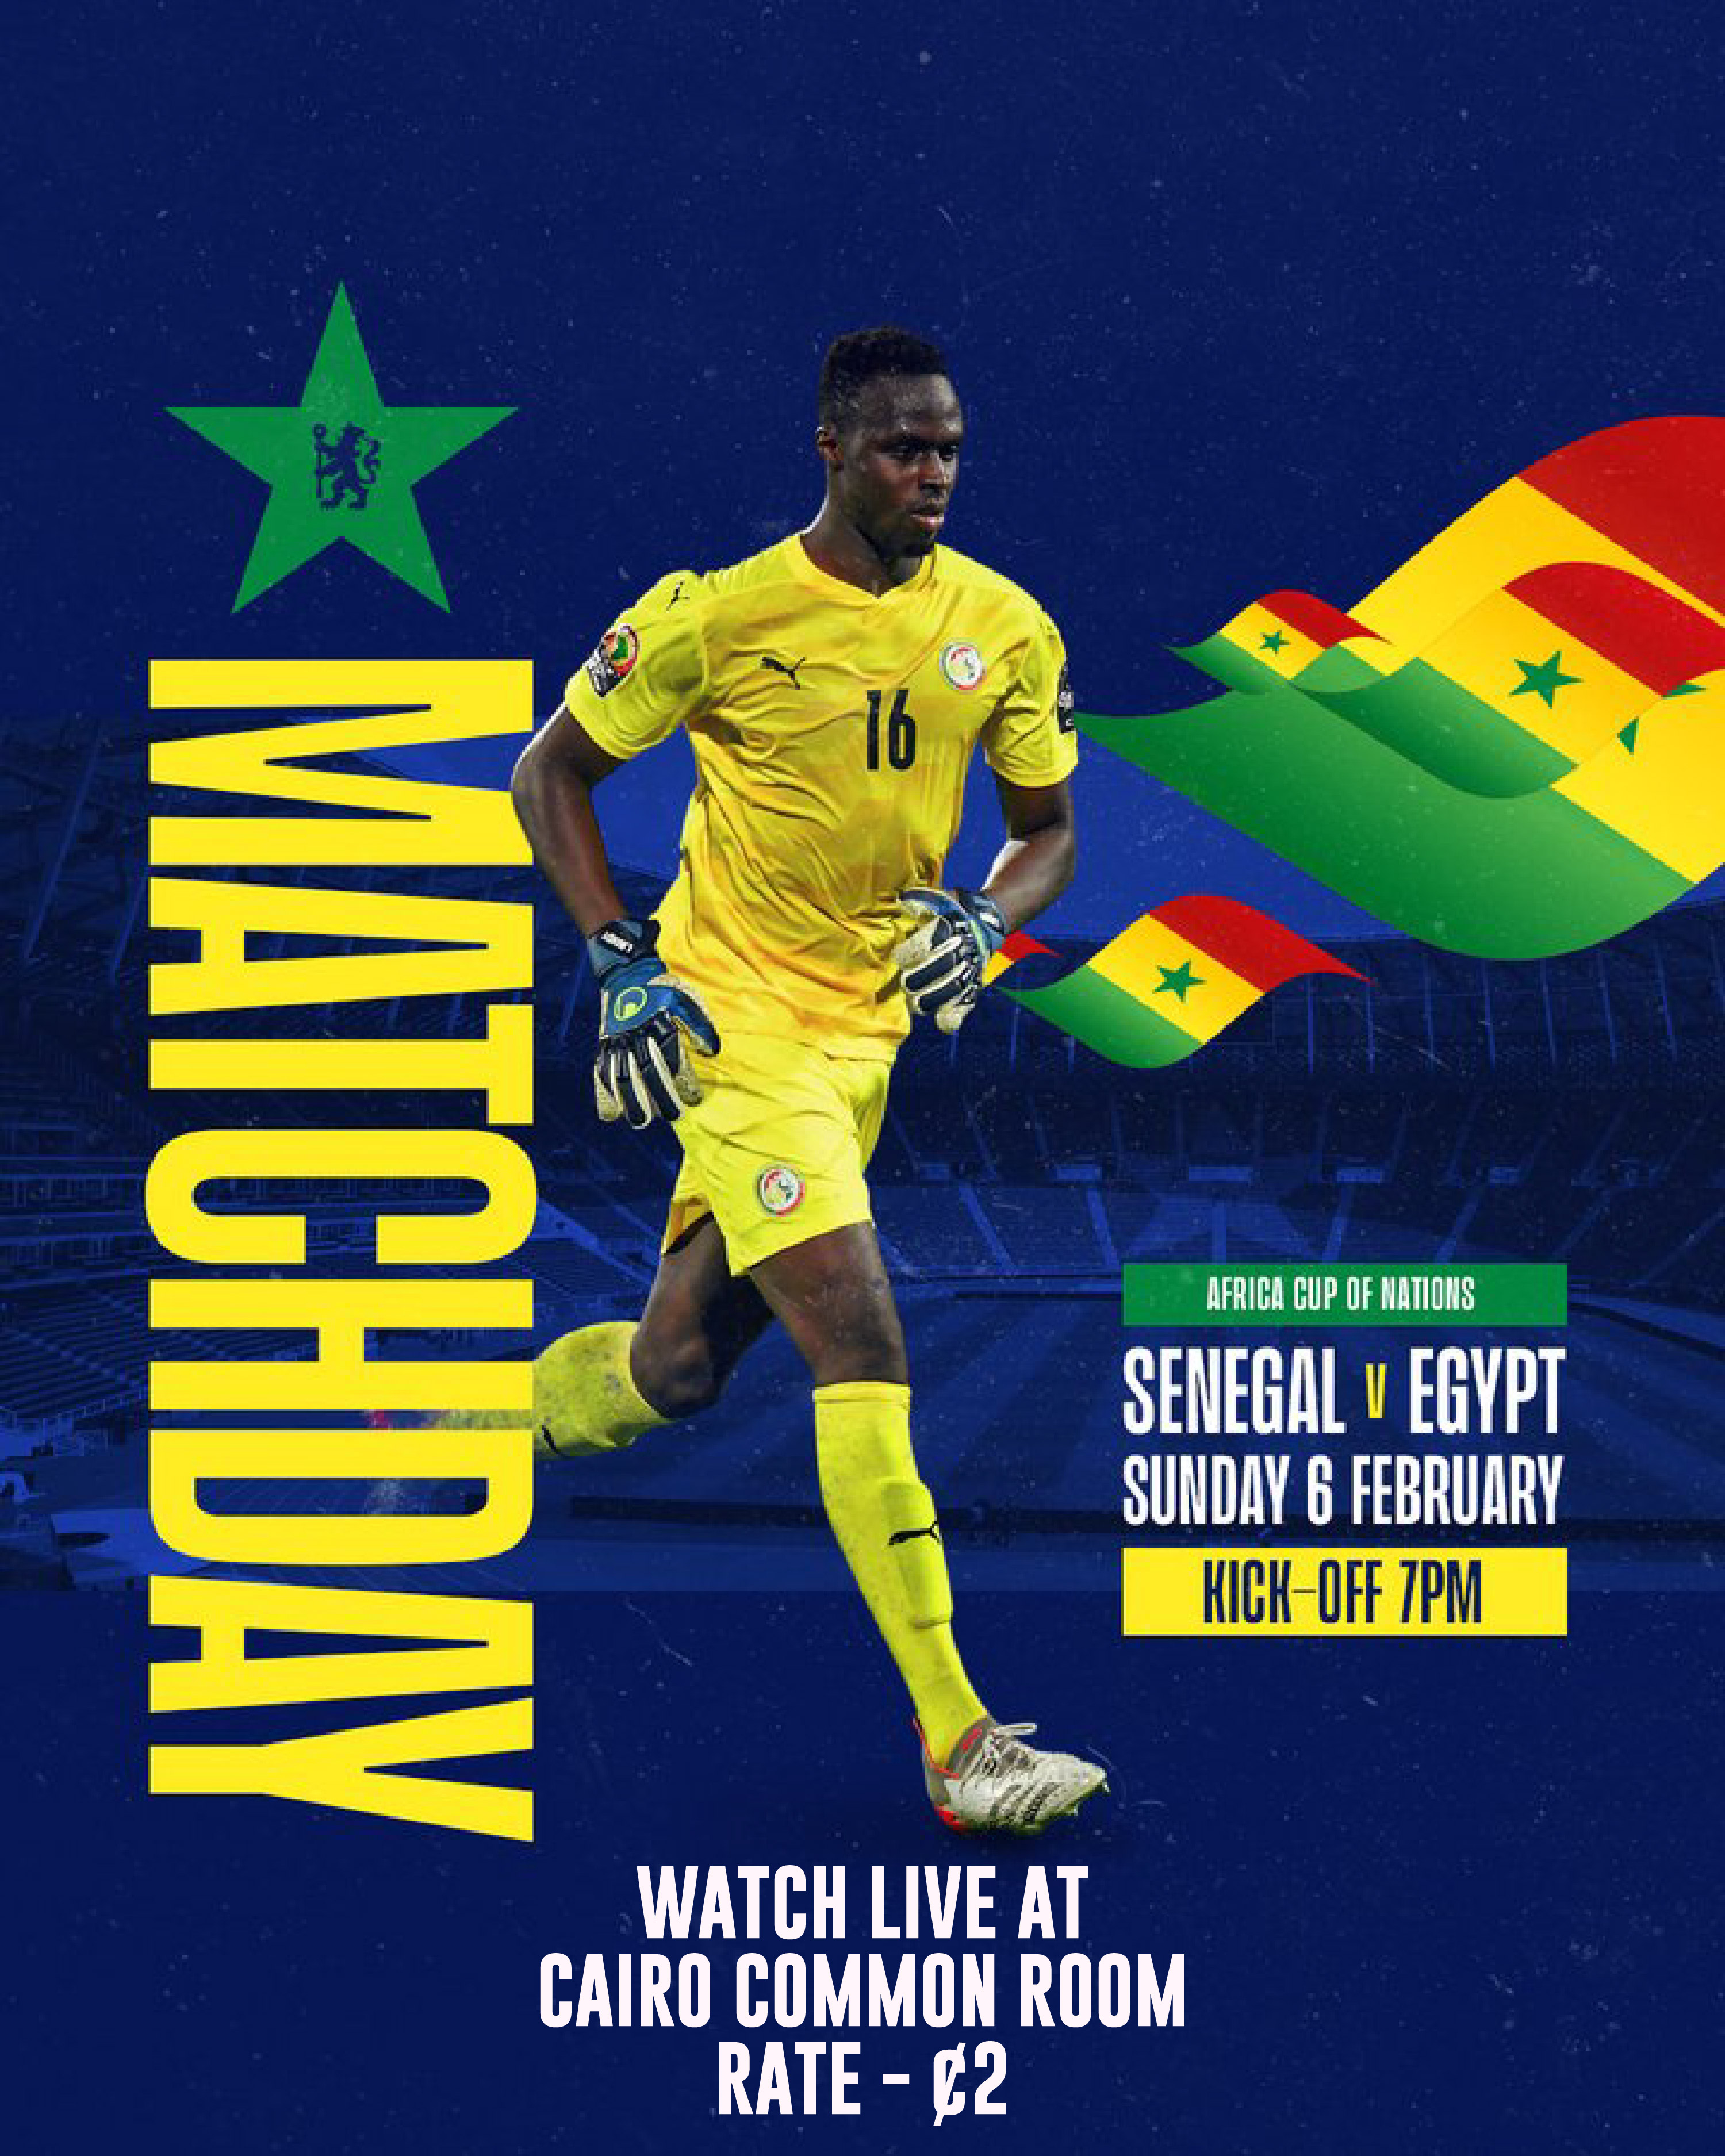 MATCHDAY
16
AFRICA CUP OF NATIONS
SENEGAL V EGYPT
SUNDAY 6 FEBRUARY
KICK-OFF 7PM
WATCH LIVE AT
CAIRO COMMON ROOM
RATE - ₵2